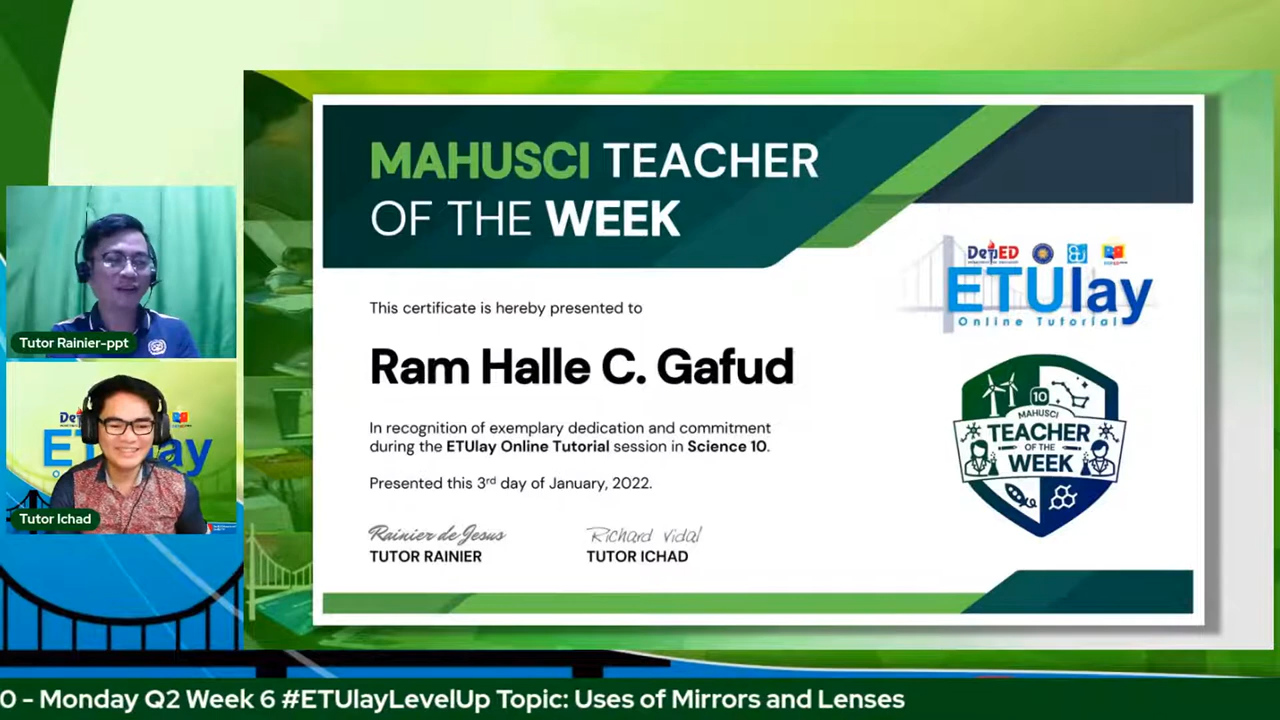 MAHUSCI TEACHER
OF THE WEEK
DepED
ETUlay
Online Tutorial
This certificate is hereby presented to
Ram Halle C. Gafud
In recognition of exemplary dedication and commitment
during the ETUlay Online Tutorial session in Science 10.
Presented this 3rd day of January, 2022.
Rainier de Jesus
TUTOR RAINIER
Richard Vidal
TUTOR ICHAD
10
MAHUSCI
TEACHER
OF THE
WEEK
Tutor Rainier-ppt
Tutor Ichad
0 - Monday Q2 Week 6 #ETUlayLevelUp Topic: Uses of Mirrors and Lenses